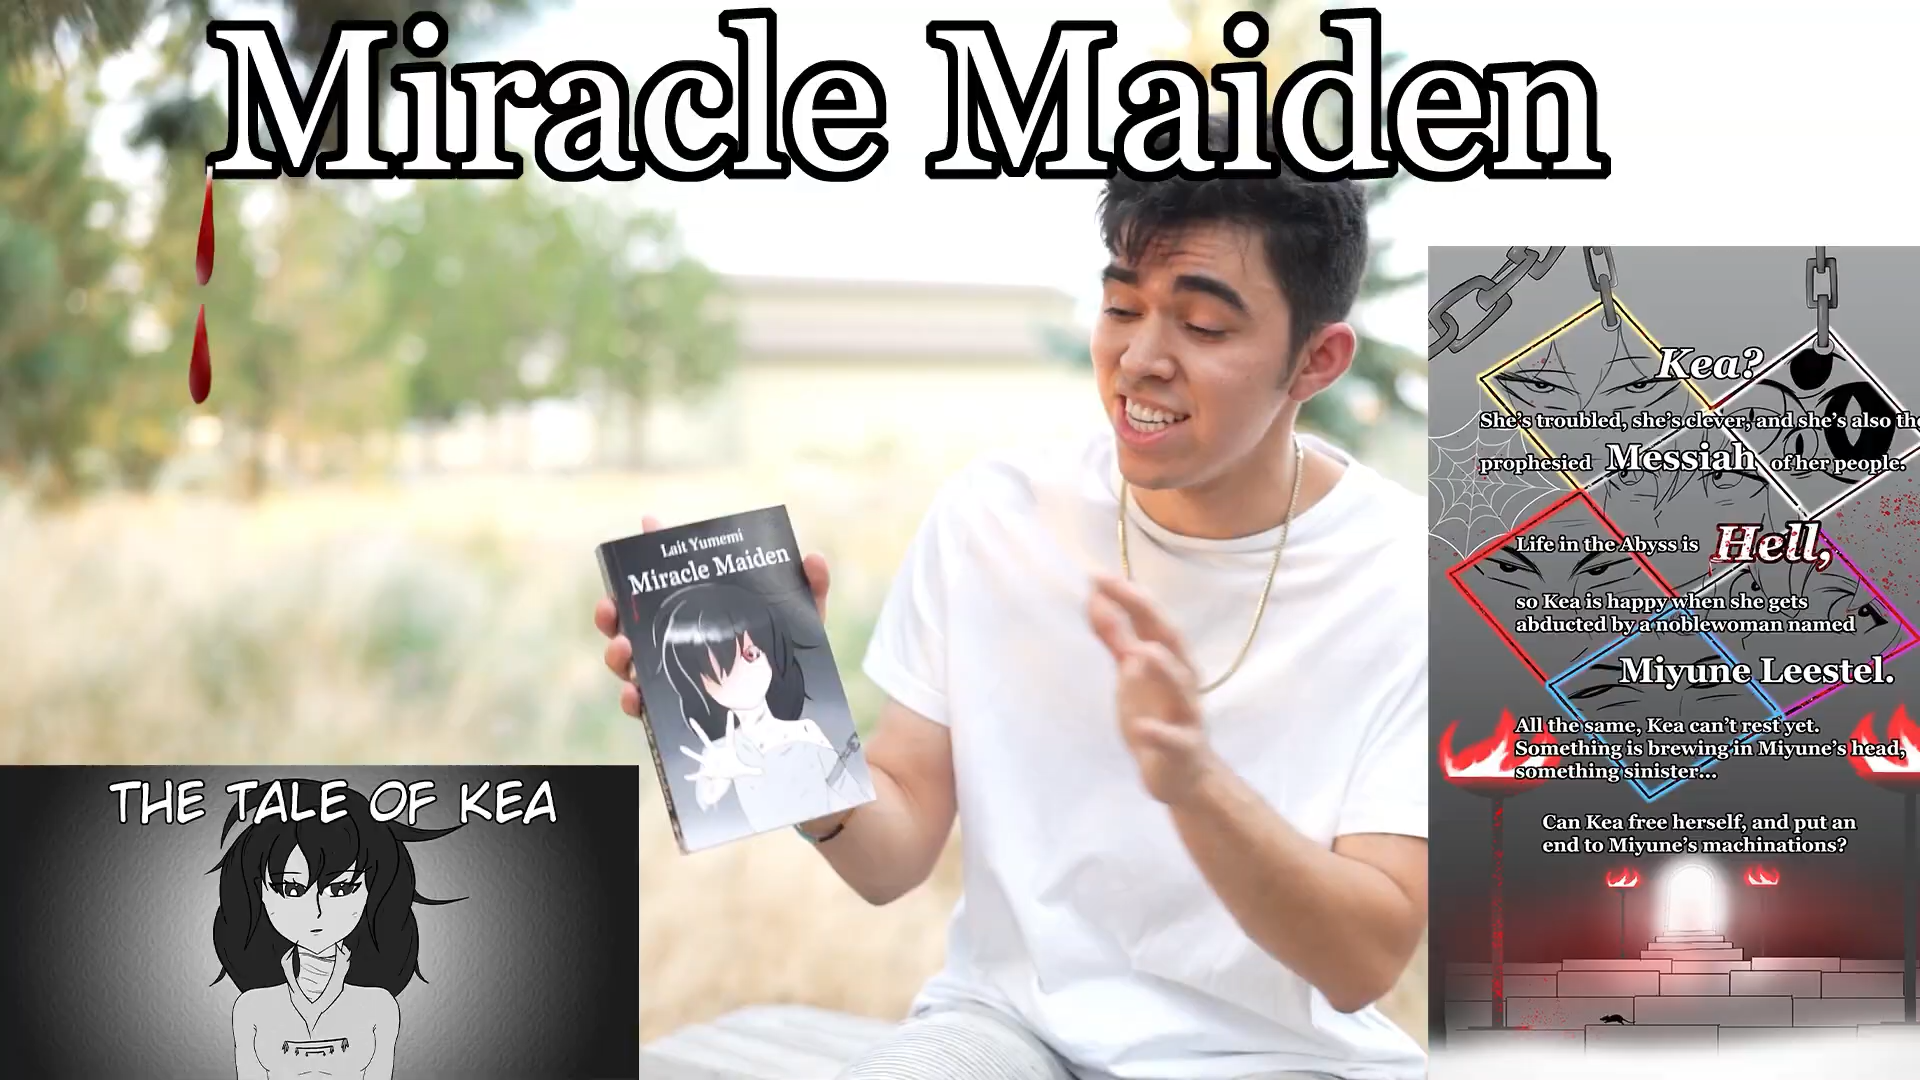 Miracle Maiden
Lait Yumemi
Miracle Maiden
THE TALE OF KEA
Kea?
She's troubled, she's clever, and she's also the
prophesied Messiah of her people.
Life in the Abyss is Hell,
so Kea is happy when she gets
abducted by a noblewoman named
Miyune Leestel.
All the same, Kea can't rest yet.
Something is brewing in Miyune's head,
something sinister...
Can Kea free herself, and put an
end to Miyune's machinations?